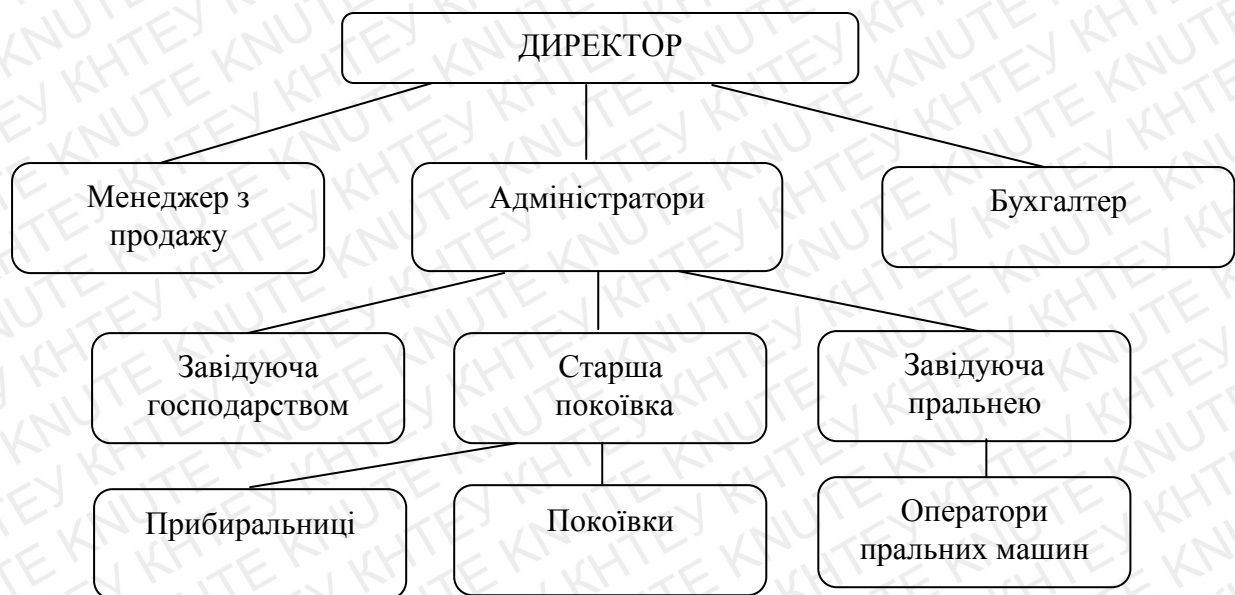 ДИРЕКТОР
Менеджер з
продажу
Адміністратори
Бухгалтер
Завідуюча
господарством
Старша
покоївка
Завідуюча
пральнею
Прибиральниці
Покоївки
Оператори
пральних машин